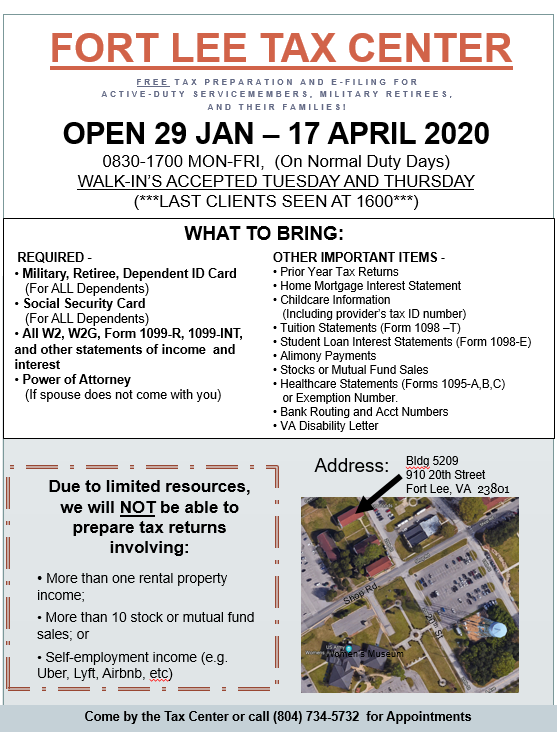 FORT LEE TAX CENTER
FREE TAX PREPARATION AND E-FILING FOR
ACTIVE-DUTY SERVICEMEMBERS, MILITARY RETIREES,
AND THEIR FAMILIES!
OPEN 29 JAN – 17 APRIL 2020
0830-1700 MON-FRI, (On Normal Duty Days)
WALK-IN'S ACCEPTED TUESDAY AND THURSDAY
(***LAST CLIENTS SEEN AT 1600***)
WHAT TO BRING:
REQUIRED -
• Military, Retiree, Dependent ID Card
(For ALL Dependents)
• Social Security Card
(For ALL Dependents)
• All W2, W2G, Form 1099-R, 1099-INT,
and other statements of income and
interest
• Power of Attorney
(If spouse does not come with you)
OTHER IMPORTANT ITEMS -
• Prior Year Tax Returns
• Home Mortgage Interest Statement
• Childcare Information
(Including provider's tax ID number)
• Tuition Statements (Form 1098 –T)
• Student Loan Interest Statements (Form 1098-E)
• Alimony Payments
• Stocks or Mutual Fund Sales
• Healthcare Statements (Forms 1095-A,B,C)
or Exemption Number.
• Bank Routing and Acct Numbers
• VA Disability Letter
Due to limited resources,
we will NOT be able to
prepare tax returns
involving:
• More than one rental property
income;
• More than 10 stock or mutual fund
sales; or
• Self-employment income (e.g.
Uber, Lyft, Airbnb, etc)
Address:
Bldg 5209
910 20th Street
Fort Lee, VA 23801
Shop Rd
20th St
Women's Museum
Come by the Tax Center or call (804) 734-5732 for Appointments